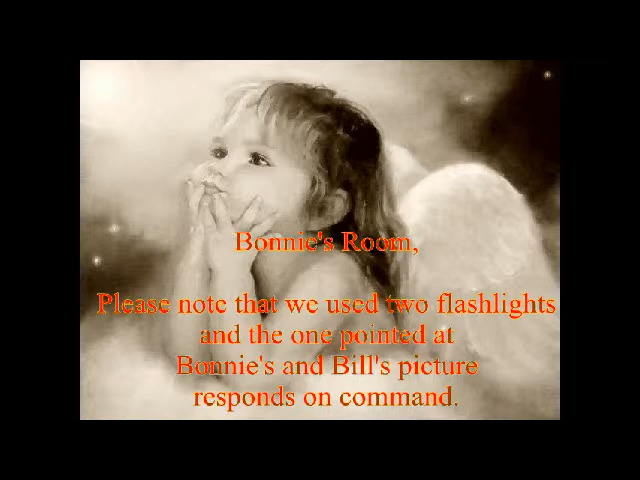 Bonnie's Room,
Please note that we used two flashlights
and the one pointed at
Bonnie's and Bill's picture
responds on command.